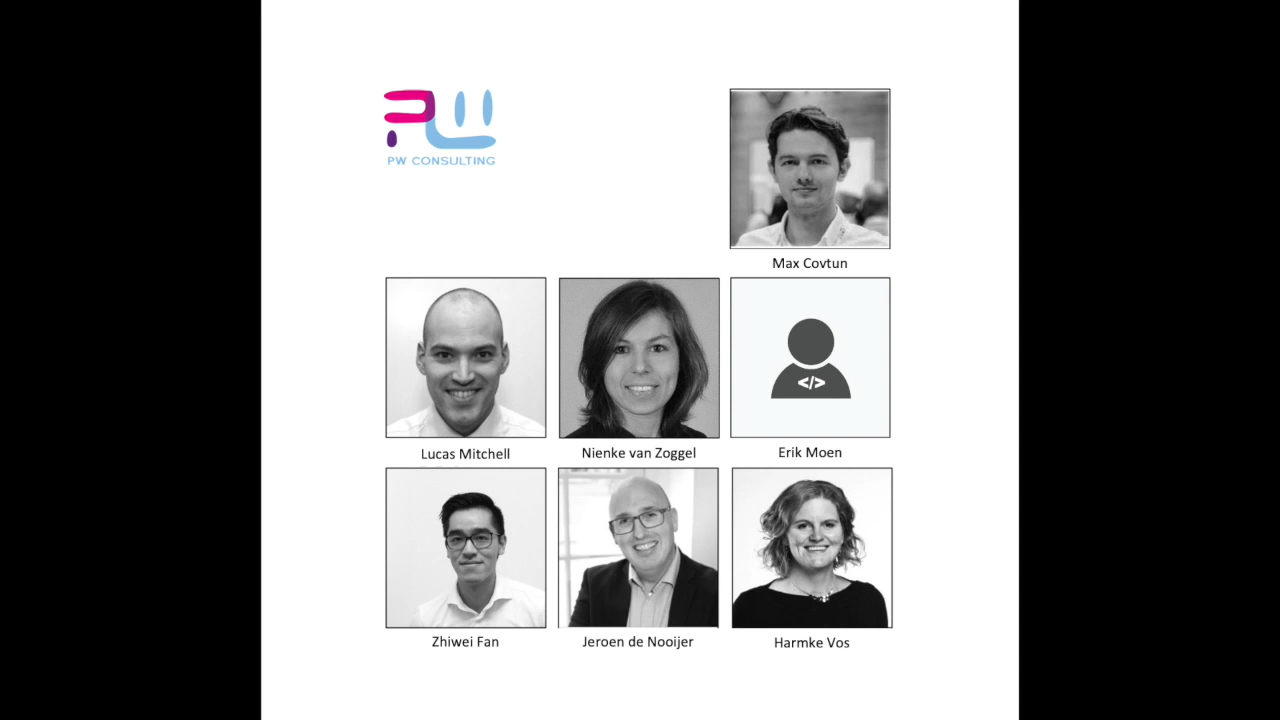 PW CONSULTING
Max Covtun
Lucas Mitchell
Nienke van Zoggel
Erik Moen
</>
Zhiwei Fan
Jeroen de Nooijer
Harmke Vos